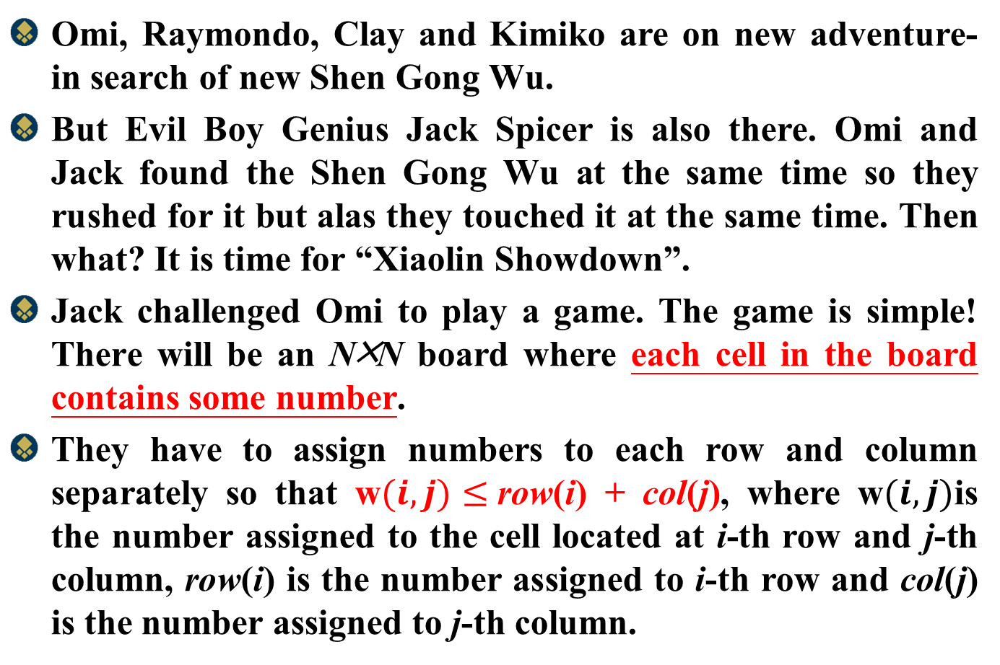 Omi, Raymondo, Clay and Kimiko are on new adventure-
in search of new Shen Gong Wu.
But Evil Boy Genius Jack Spicer is also there. Omi and
Jack found the Shen Gong Wu at the same time so they
rushed for it but alas they touched it at the same time. Then
what? It is time for “Xiaolin Showdown”.
Jack challenged Omi to play a game. The game is simple!
There will be an N×N board where each cell in the board
contains some number.
They have to assign numbers to each row and column
separately so that w(i,j) ≤ row(i) + col(j), where w(i,j)is
the number assigned to the cell located at i-th row and j-th
column, row(i) is the number assigned to i-th row and col(j)
is the number assigned to j-th column.